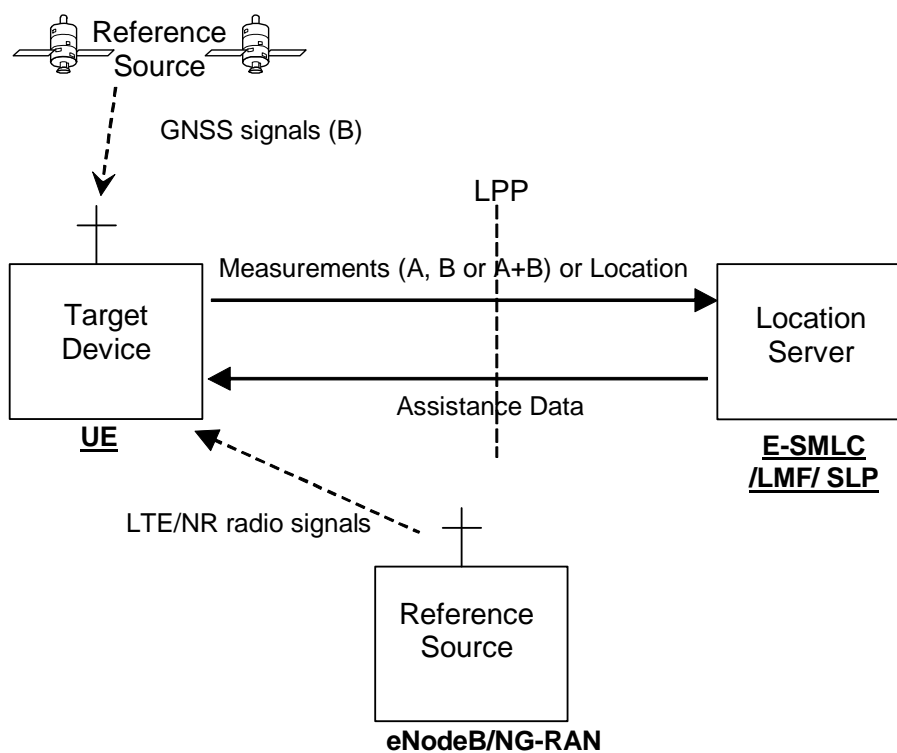 Reference
Source
GNSS signals (B)
LPP
Measurements (A, B or A+B) or Location
Target
Device
Location
Server
Assistance Data
UE
E-SMLC
/LMF/ SLP
LTE/NR radio signals
Reference
Source
eNodeB/NG-RAN